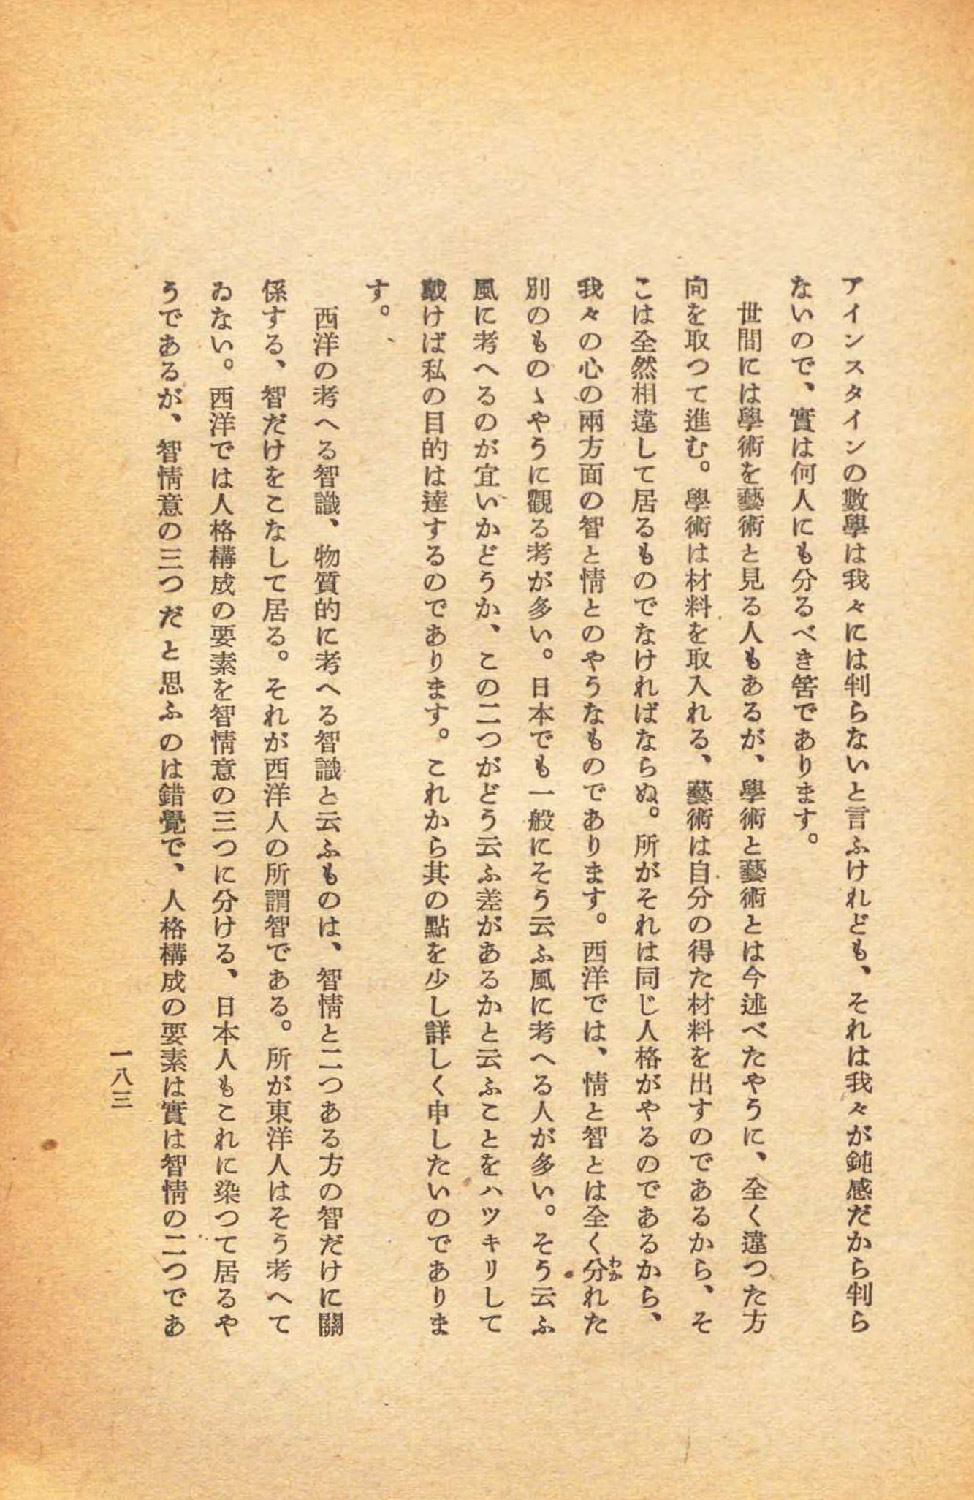 アインスタインの數學は我々には判らないと言ふけれども、それは我々が鈍感だから判ら
ないので、實は何人にも分るべき筈であります。
世間には學術を藝術と見る人もあるが、學術と藝術とは今述べたやうに、全く違つた方
向を取つて進む。學術は材料を取入れる、藝術は自分の得た材料を出すのであるから、そ
こは全然相違して居るものでなければならぬ。所がそれは同じ人格がやるのであるから、
我々の心の兩方面の智と情とのやうなものであります。西洋では、情と智とは全く分れた
わか
別のものゝやうに觀る考が多い。日本でも一般にそう云ふ風に考へる人が多い。そう云ふ
風に考へるのが宜いかどうか、この二つがどう云ふ差があるかと云ふことをハツキリして
戴けば私の目的は達するのであります。これから其の點を少し詳しく申したいのでありま
す。
西洋の考へる智識、物質的に考へる智識と云ふものは、智情と二つある方の智だけに關
係する、智だけをこなして居る。それが西洋人の所謂智である。所が東洋人はそう考へて
ゐない。西洋では人格構成の要素を智情意の三つに分ける、日本人もこれに染つて居るや
うであるが、智情意の三つだと思ふのは錯覺で、人格構成の要素は實は智情の二つであ
一八三